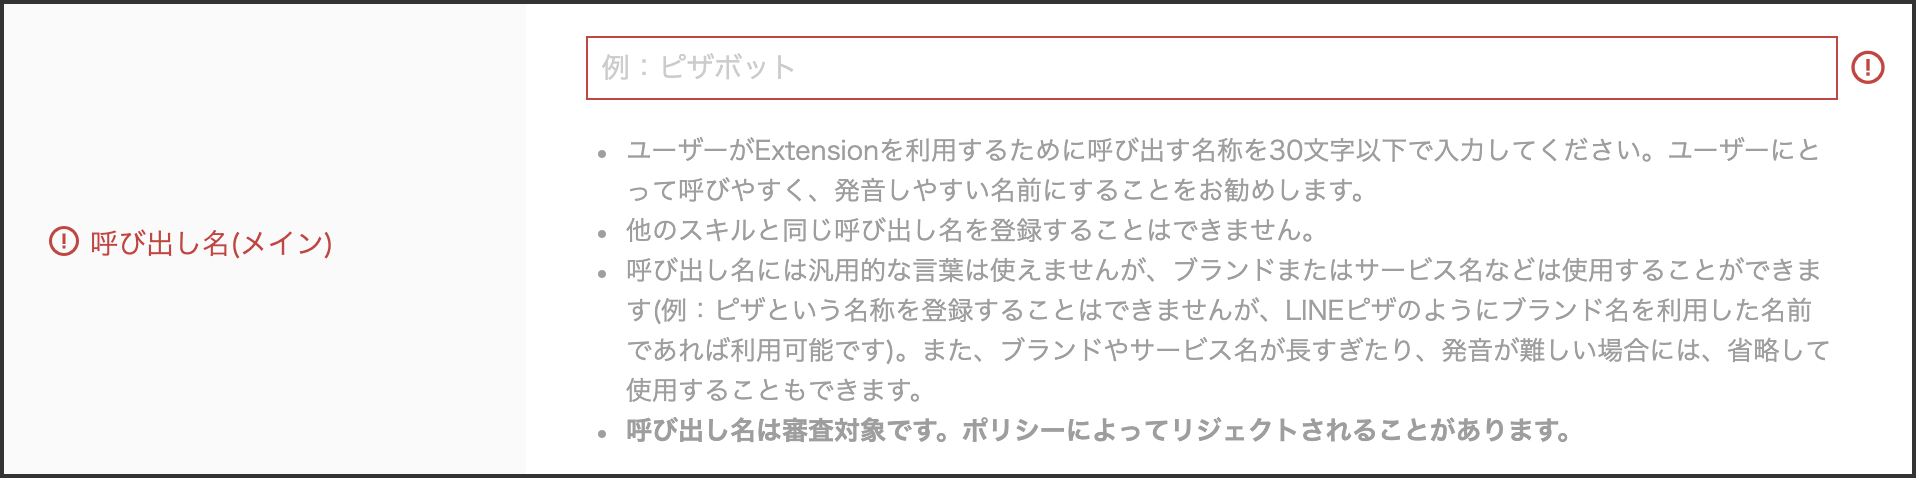 呼び出し名(メイン)
例：ピザボット
ユーザーがExtensionを利用するために呼び出す名称を30文字以下で入力してください。ユーザーにと
って呼びやすく、発音しやすい名前にすることをお勧めします。
他のスキルと同じ呼び出し名を登録することはできません。
呼び出し名には汎用的な言葉は使えませんが、ブランドまたはサービス名などは使用することができま
す(例：ピザという名称を登録することはできませんが、LINEピザのようにブランド名を利用した名前
であれば利用可能です)。また、ブランドやサービス名が長すぎたり、発音が難しい場合には、省略して
使用することもできます。
呼び出し名は審査対象です。ポリシーによってリジェクトされることがあります。